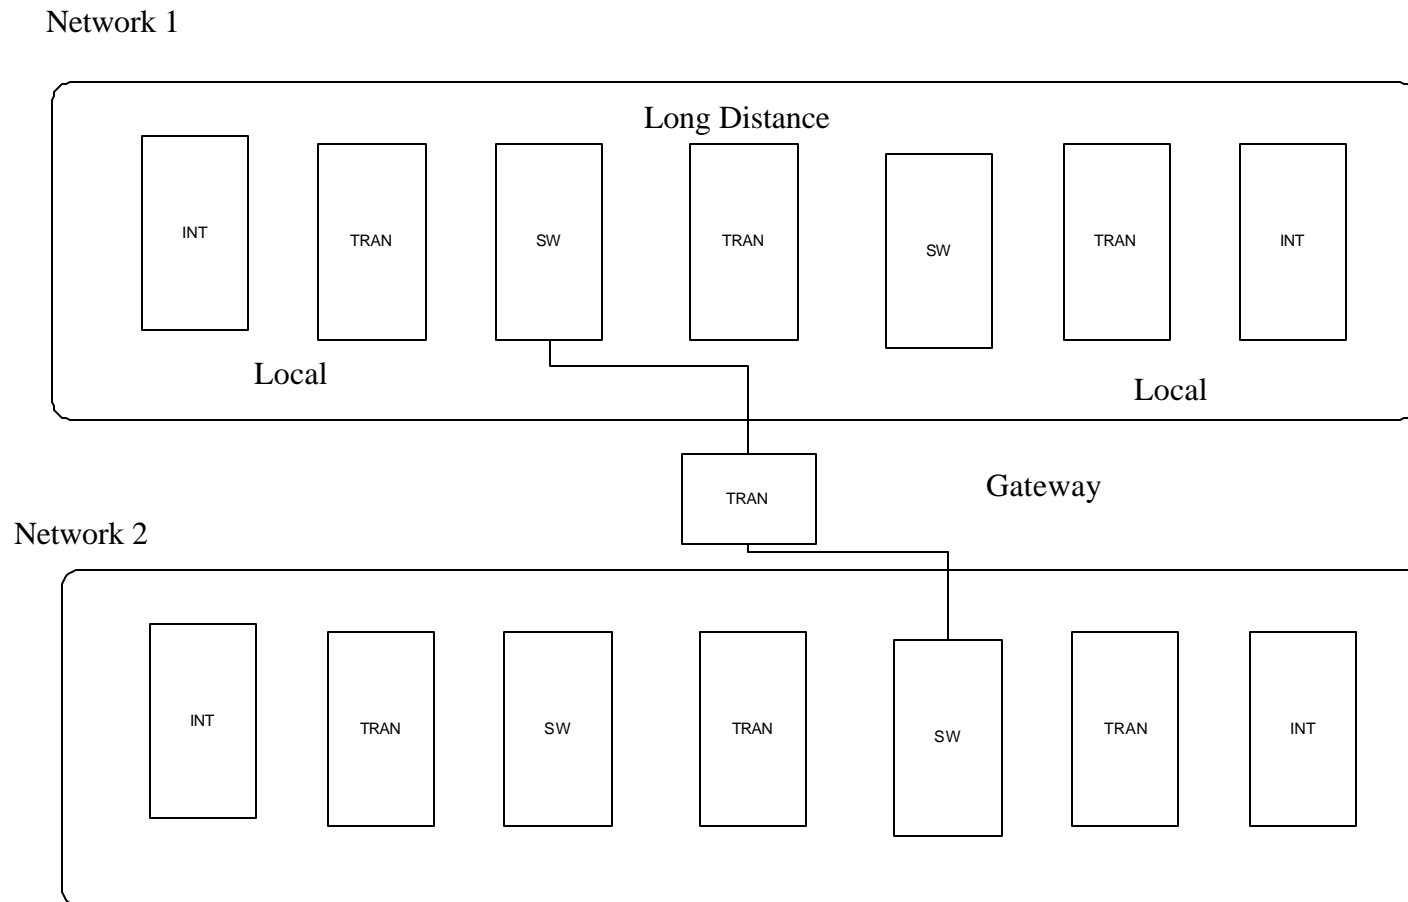 Network 1
Long Distance
INT
TRAN
SW
TRAN
SW
TRAN
INT
Local
Local
TRAN
Gateway
Network 2
INT
TRAN
SW
TRAN
SW
TRAN
INT